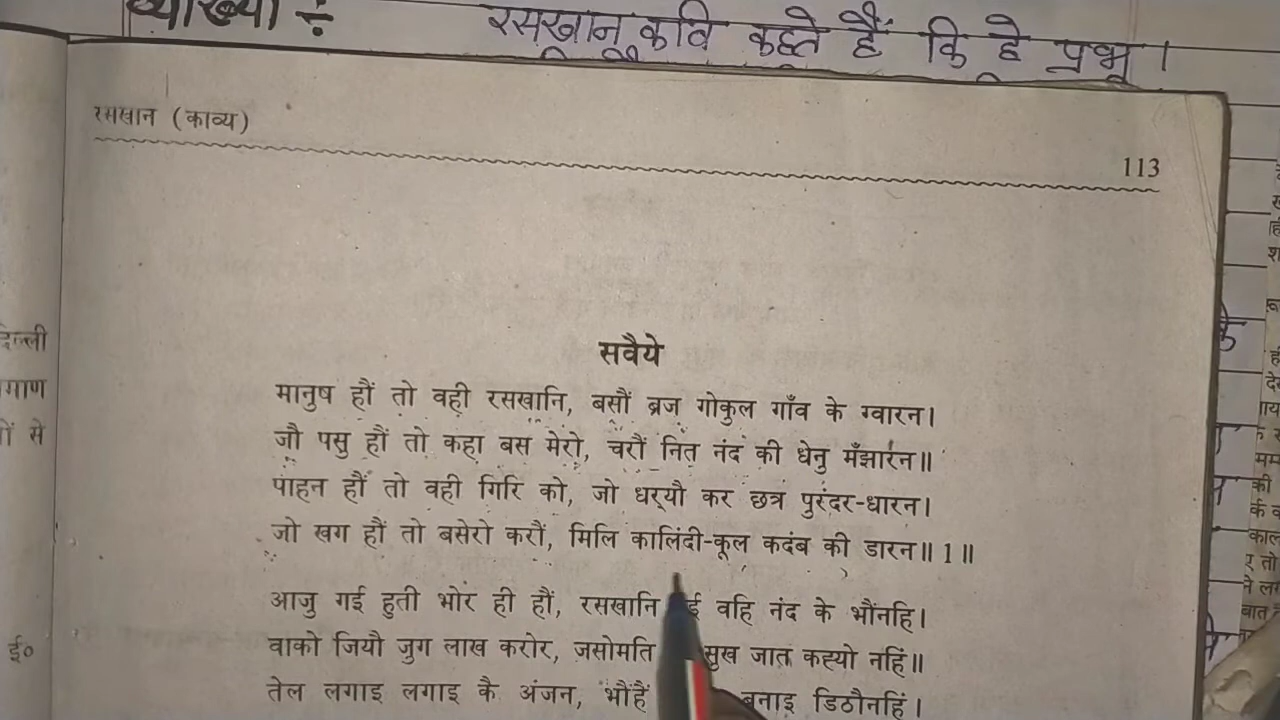 व्याख्या ÷ रसखान कवि कहते हैं कि हे प्रभू ।
रसखान (काव्य)
113
सवैये
मानुष हौं तो वही रसखानि, बसौं ब्रज गोकुल गाँव के ग्वारन।
जौ पसु हौं तो कहा बस मेरो, चरौं नित नंद की धेनु मँझारन॥
पाहन हौं तो वही गिरि को, जो धर्‌यौ कर छत्र पुरंदर-धारन।
जो खग हौं तो बसेरो करौं, मिलि कालिंदी-कूल कदंब की डारन॥ 1 ॥
आजु गई हुती भोर ही हौं, रसखानि वहि नंद के भौंनहि।
वाको जियौ जुग लाख करोर, जसोमति सुख जात कह्यो नहिं॥
तेल लगाइ लगाइ कै अंजन, भौंहैं बनाइ डिठौनहिं।
दिल्ली
गाण
ों से
ई०